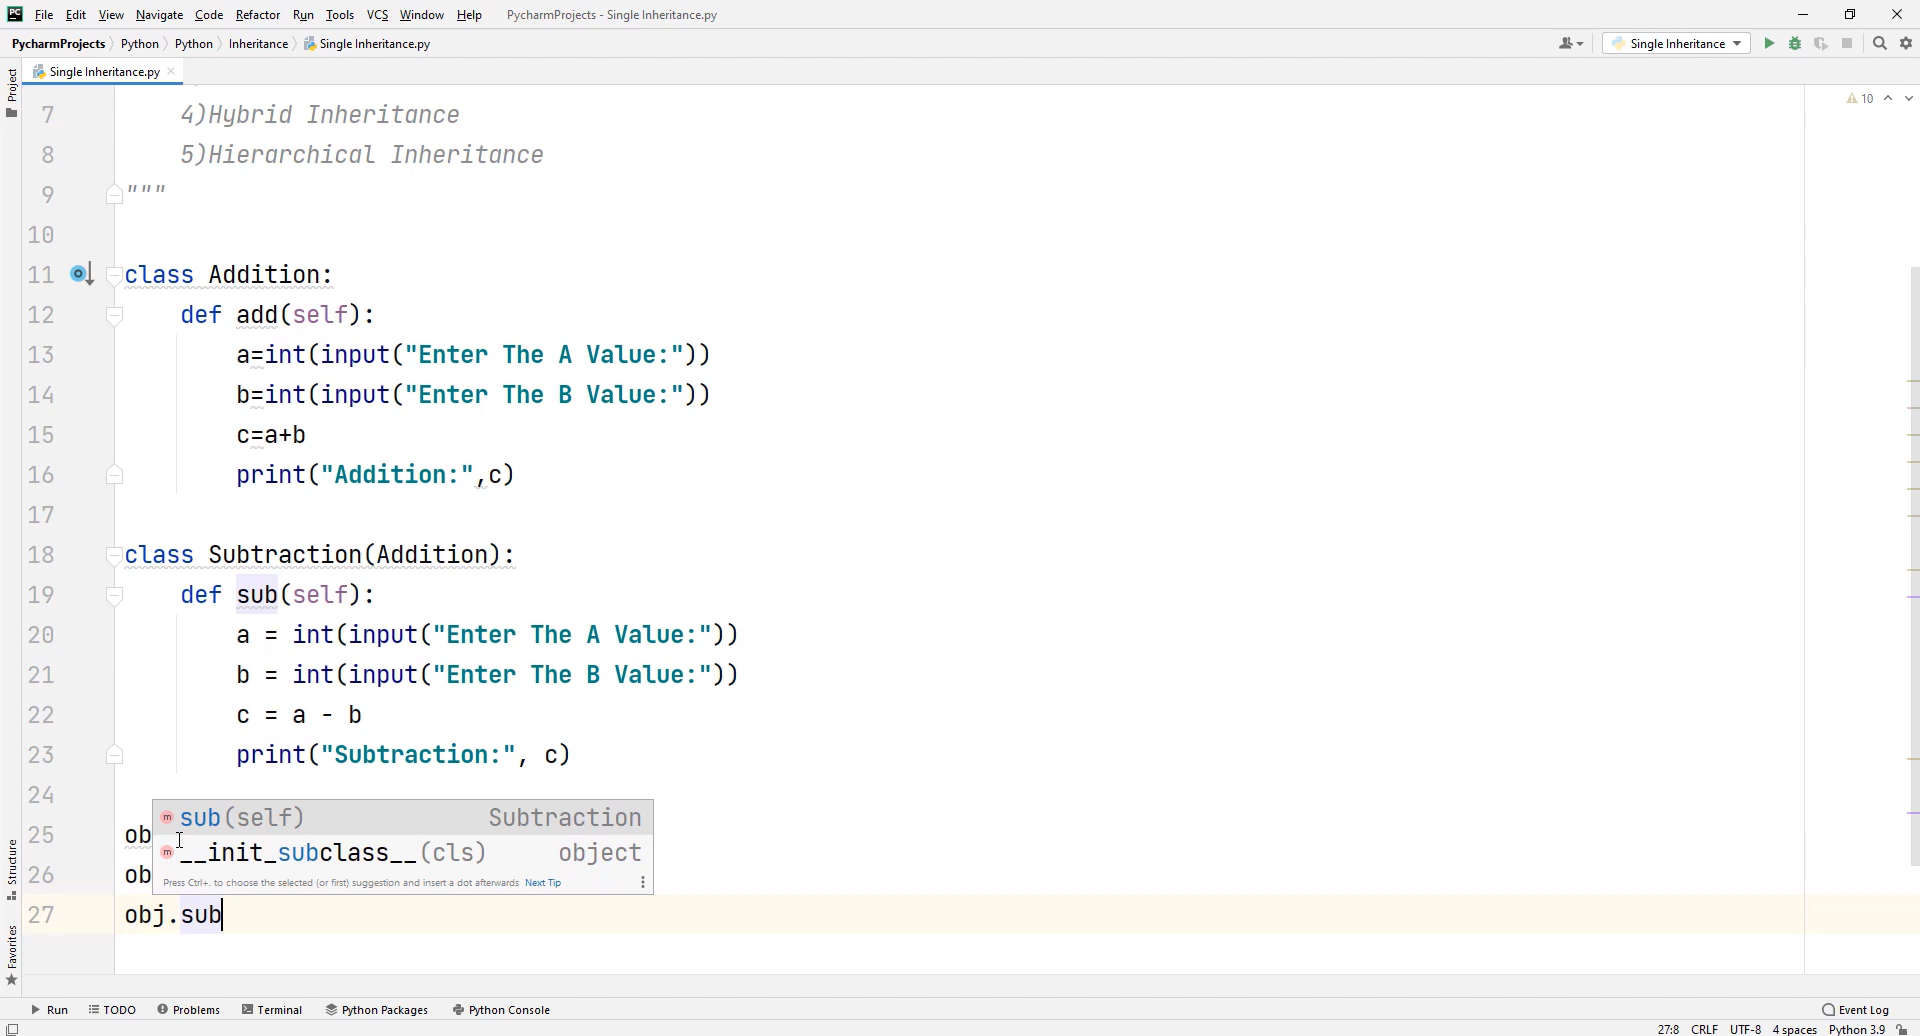 File Edit View Navigate Code Refactor Run Tools VCS Window Help PycharmProjects - Single Inheritance.py
PycharmProjects Python Python Inheritance Single Inheritance.py Single Inheritance
Project
Single Inheritance.py
10
7 4)Hybrid Inheritance
8 5)Hierarchical Inheritance
9 """
10
11 class Addition:
12 def add(self):
13 a=int(input("Enter The A Value:"))
14 b=int(input("Enter The B Value:"))
15 c=a+b
16 print("Addition:",c)
17
18 class Subtraction(Addition):
19 def sub(self):
20 a = int(input("Enter The A Value:"))
21 b = int(input("Enter The B Value:"))
22 c = a - b
23 print("Subtraction:", c)
24
m sub(self) Subtraction
25 ob
m __init_subclass__(cls) object
26 ob
Press Ctrl+. to choose the selected (or first) suggestion and insert a dot afterwards Next Tip
27 obj.sub
Structure
Favorites
Run TODO Problems Terminal Python Packages Python Console Event Log
27:8 CRLF UTF-8 4 spaces Python 3.9